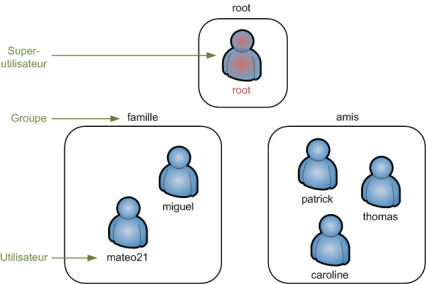 root
Super-
utilisateur
root
Groupe
famille
amis
miguel
patrick
thomas
Utilisateur
mateo21
caroline